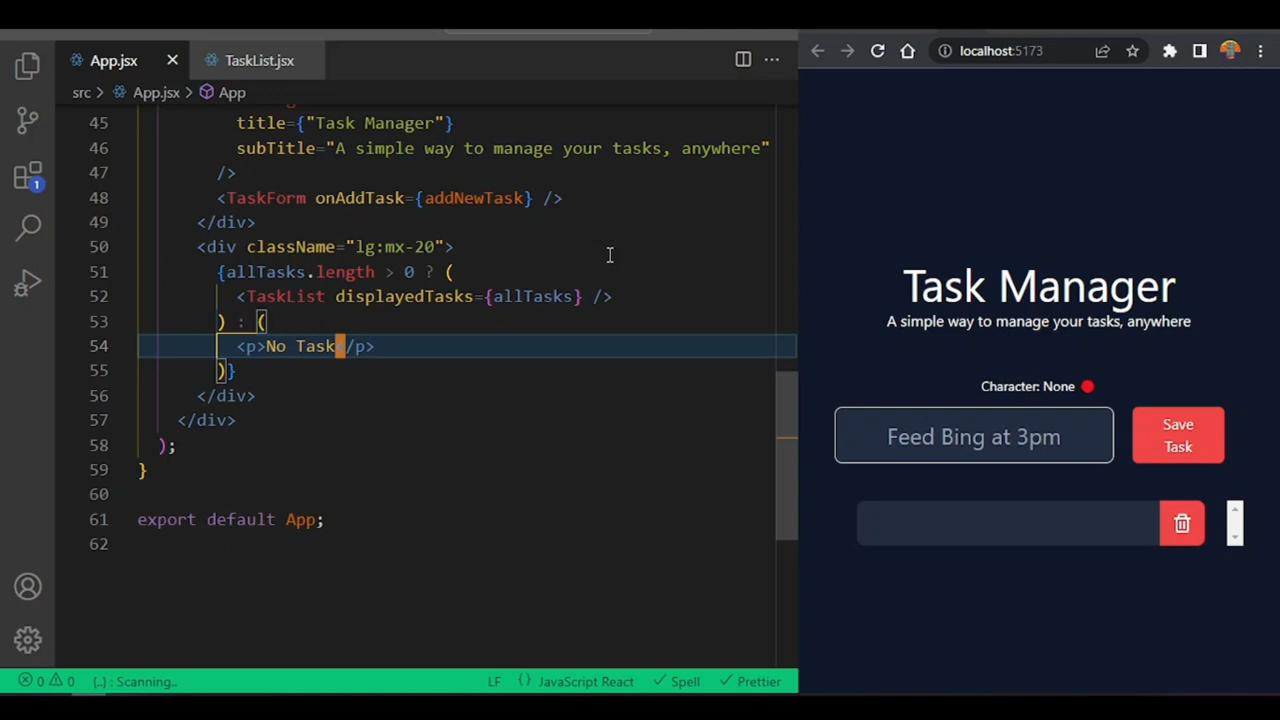 App.jsx
TaskList.jsx
src > App.jsx > App
45 title={"Task Manager"}
46 subTitle="A simple way to manage your tasks, anywhere"
47 />
48 <TaskForm onAddTask={addNewTask} />
49 </div>
50 <div className="lg:mx-20">
51 {allTasks.length > 0 ? (
52 <TaskList displayedTasks={allTasks} />
53 ) : (
54 <p>No Task</p>
55 )}
56 </div>
57 </div>
58 );
59 }
60
61 export default App;
62
1
0 0 {..} : Scanning.. LF {} JavaScript React Spell Prettier
localhost:5173
Task Manager
A simple way to manage your tasks, anywhere
Character: None
Feed Bing at 3pm
Save
Task